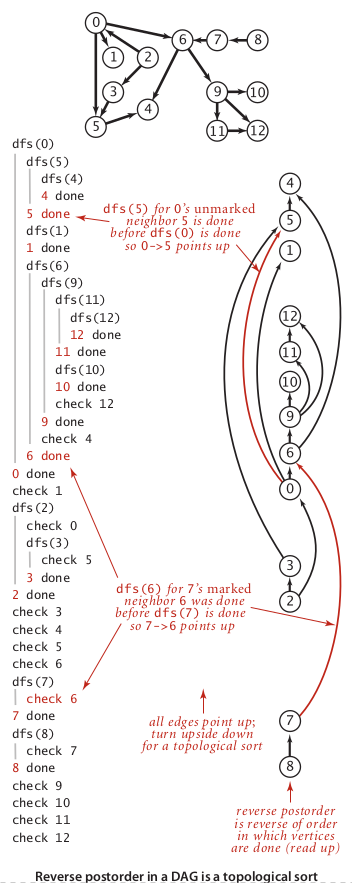 0
6
7
8
1
2
3
4
9
10
5
11
12
dfs(0)
dfs(5)
dfs(4)
4 done
5 done
dfs(1)
1 done
dfs(6)
dfs(9)
dfs(11)
dfs(12)
12 done
11 done
dfs(10)
10 done
check 12
9 done
check 4
6 done
0 done
check 1
dfs(2)
check 0
dfs(3)
check 5
3 done
2 done
check 3
check 4
check 5
check 6
dfs(7)
check 6
7 done
dfs(8)
check 7
8 done
check 9
check 10
check 11
check 12
dfs(5) for 0's unmarked
neighbor 5 is done
before dfs(0) is done
so 0->5 points up
dfs(6) for 7's marked
neighbor 6 was done
before dfs(7) is done
so 7->6 points up
all edges point up;
turn upside down
for a topological sort
4
5
1
12
11
10
9
6
0
3
2
7
8
reverse postorder
is reverse of order
in which vertices
are done (read up)
Reverse postorder in a DAG is a topological sort